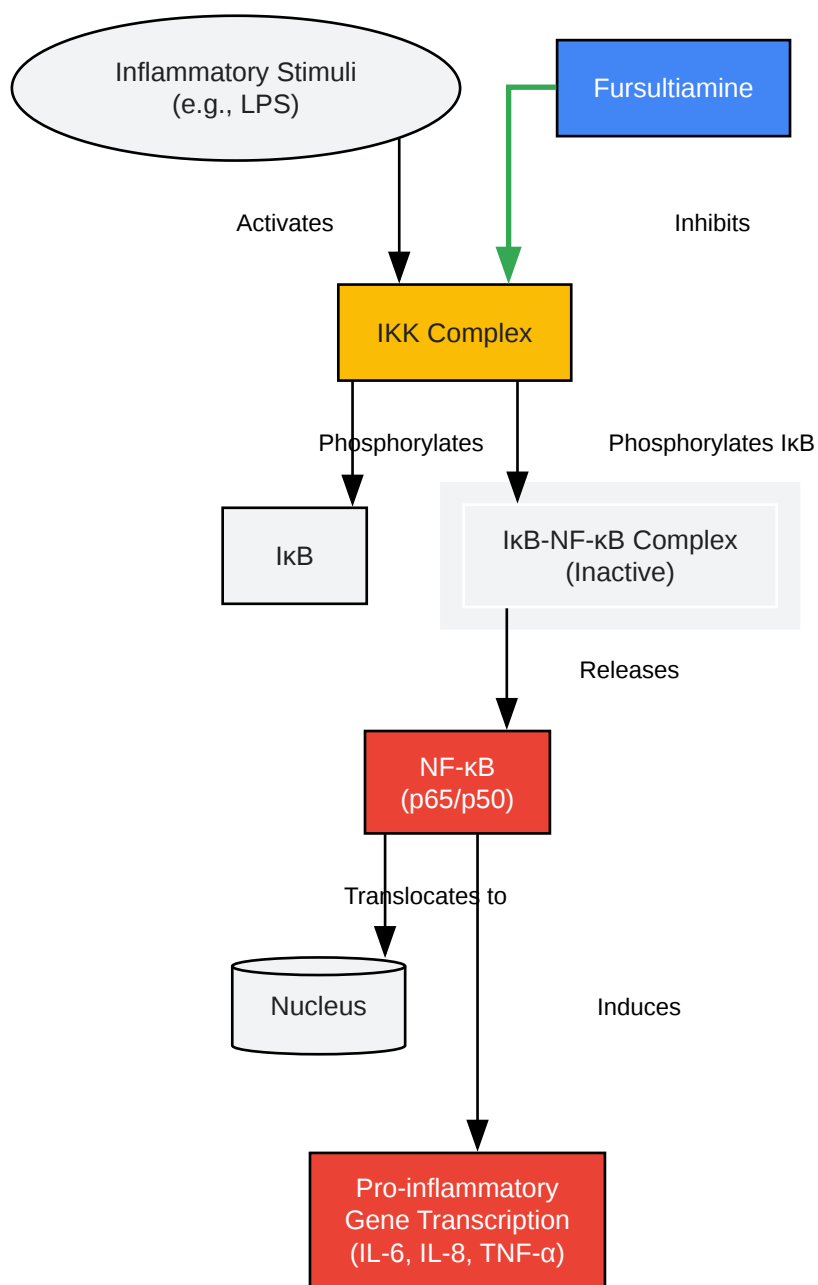 Inflammatory Stimuli
(e.g., LPS)
Fursultiamine
Activates
Inhibits
IKK Complex
Phosphorylates
Phosphorylates IκB
IκB
IκB-NF-κB Complex
(Inactive)
Releases
NF-κB
(p65/p50)
Translocates to
Nucleus
Induces
Pro-inflammatory
Gene Transcription
(IL-6, IL-8, TNF-α)